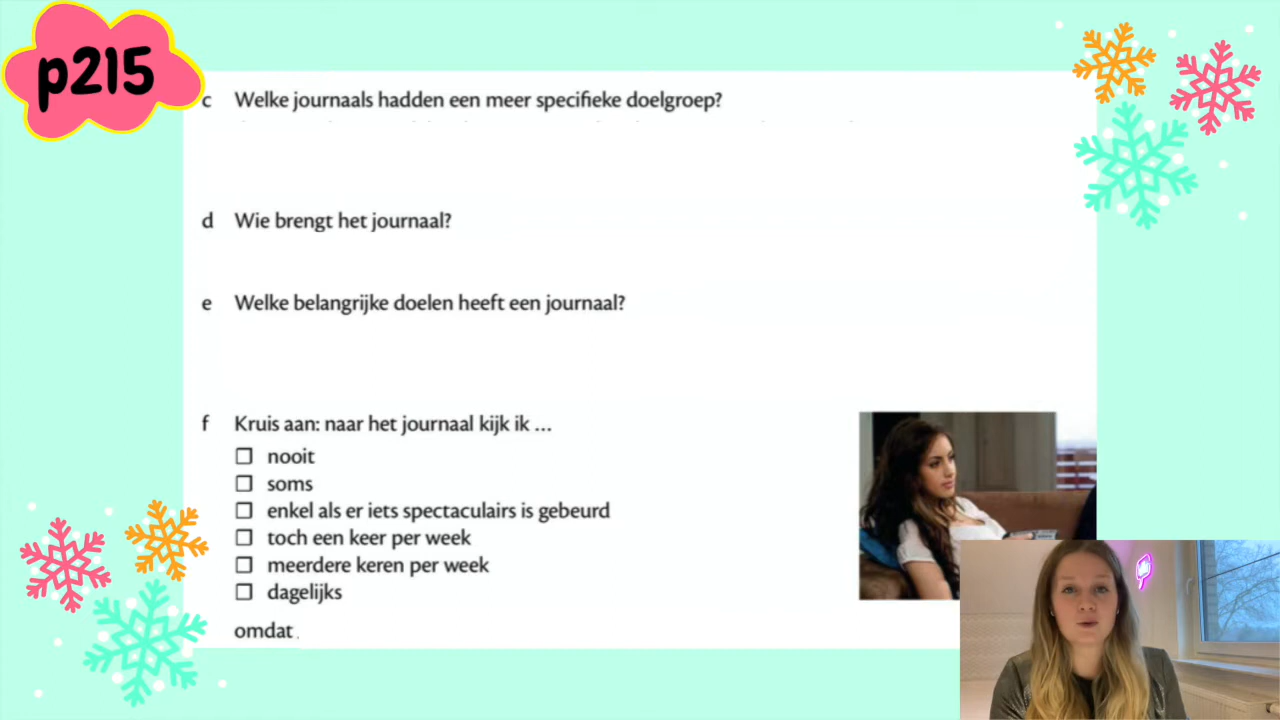 p215
c Welke journaals hadden een meer specifieke doelgroep?
d Wie brengt het journaal?
e Welke belangrijke doelen heeft een journaal?
f Kruis aan: naar het journaal kijk ik ...
☐ nooit
☐ soms
☐ enkel als er iets spectaculairs is gebeurd
☐ toch een keer per week
☐ meerdere keren per week
☐ dagelijks
omdat